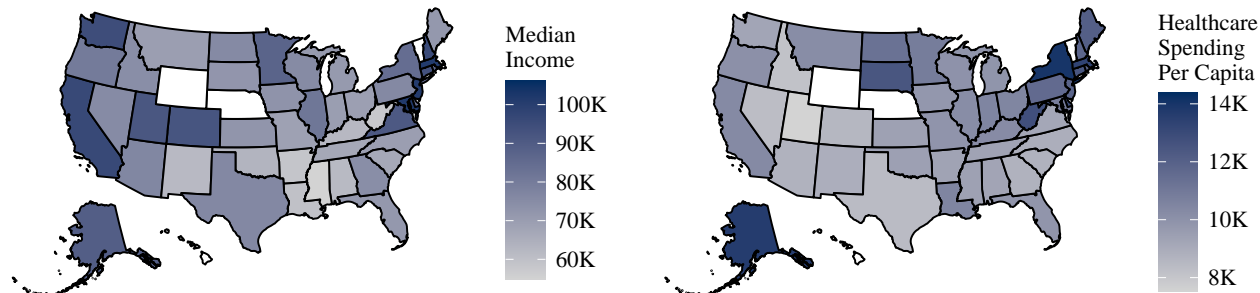 Median
Income
100K
90K
80K
70K
60K
Healthcare
Spending
Per Capita
14K
12K
10K
8K